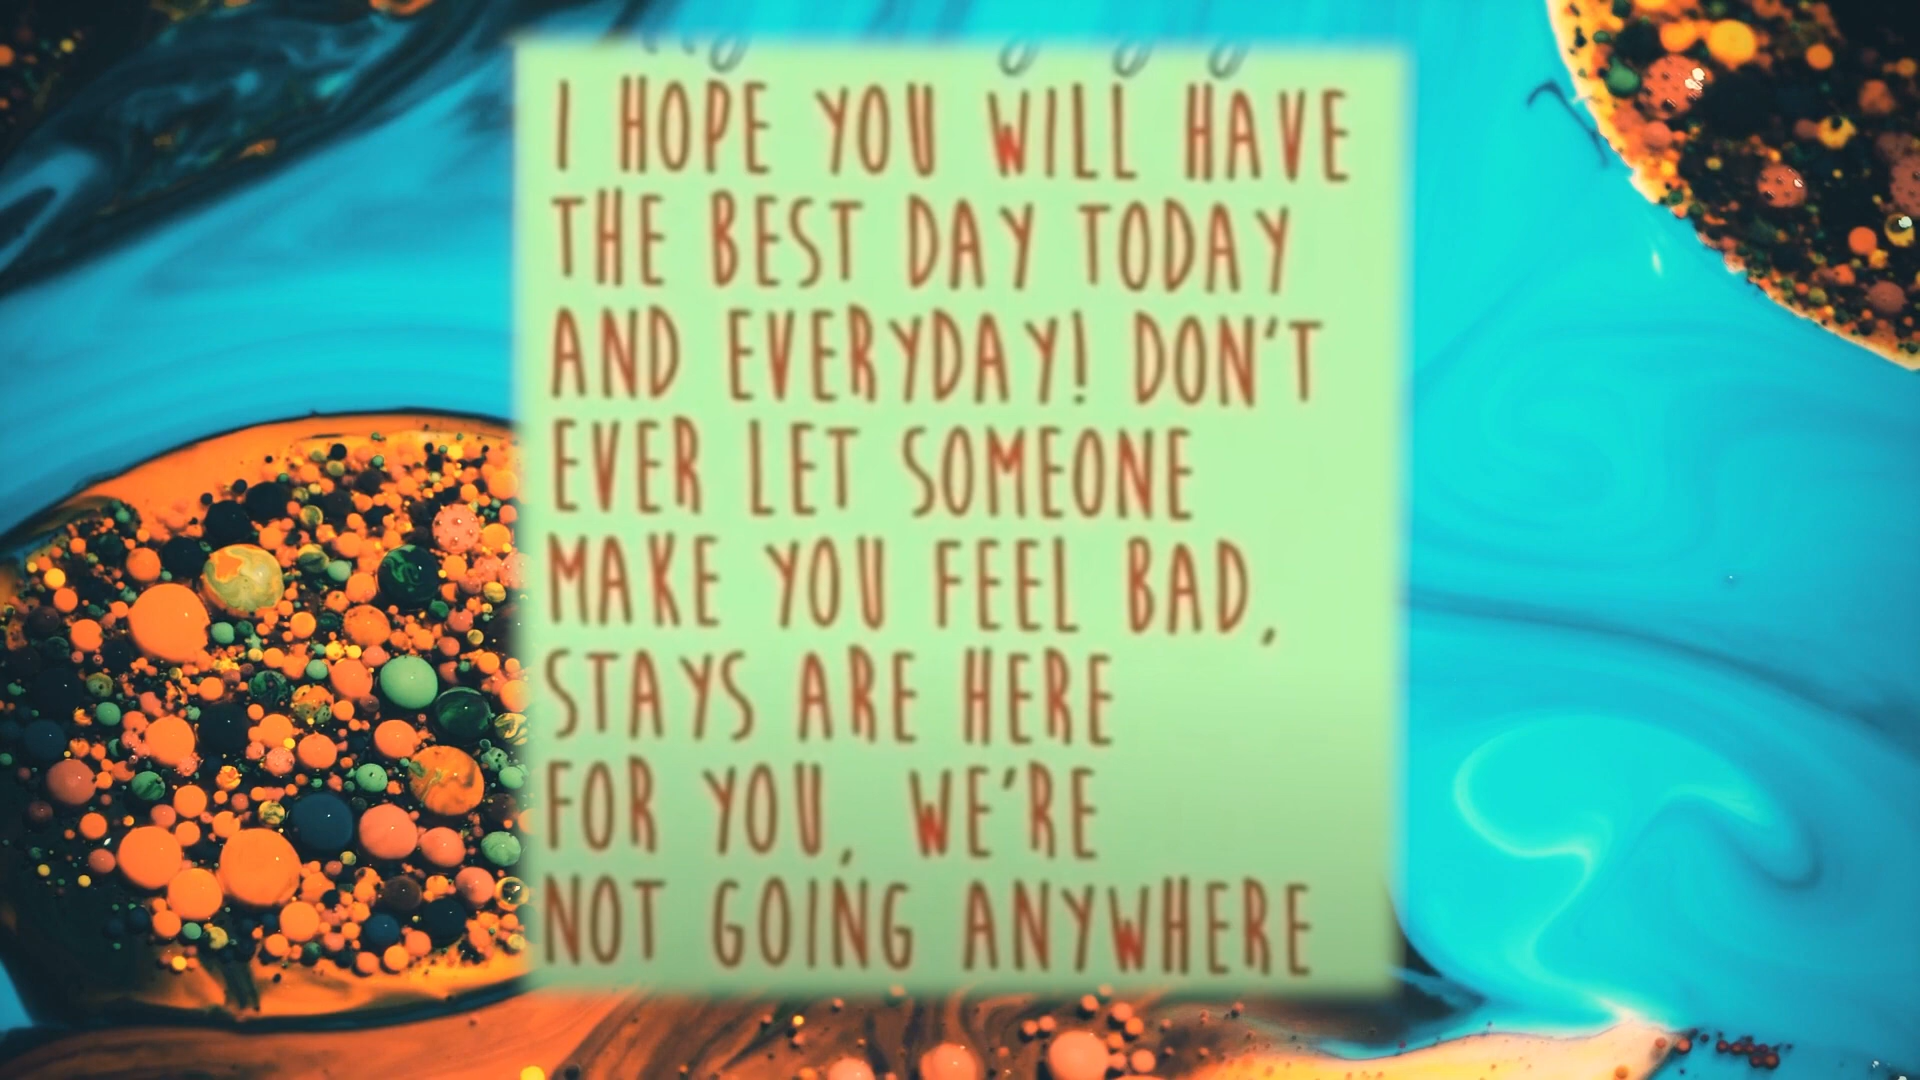 I HOPE YOU WILL HAVE
THE BEST DAY TODAY
AND EVERYDAY! DON'T
EVER LET SOMEONE
MAKE YOU FEEL BAD,
STAYS ARE HERE
FOR YOU, WE'RE
NOT GOING ANYWHERE